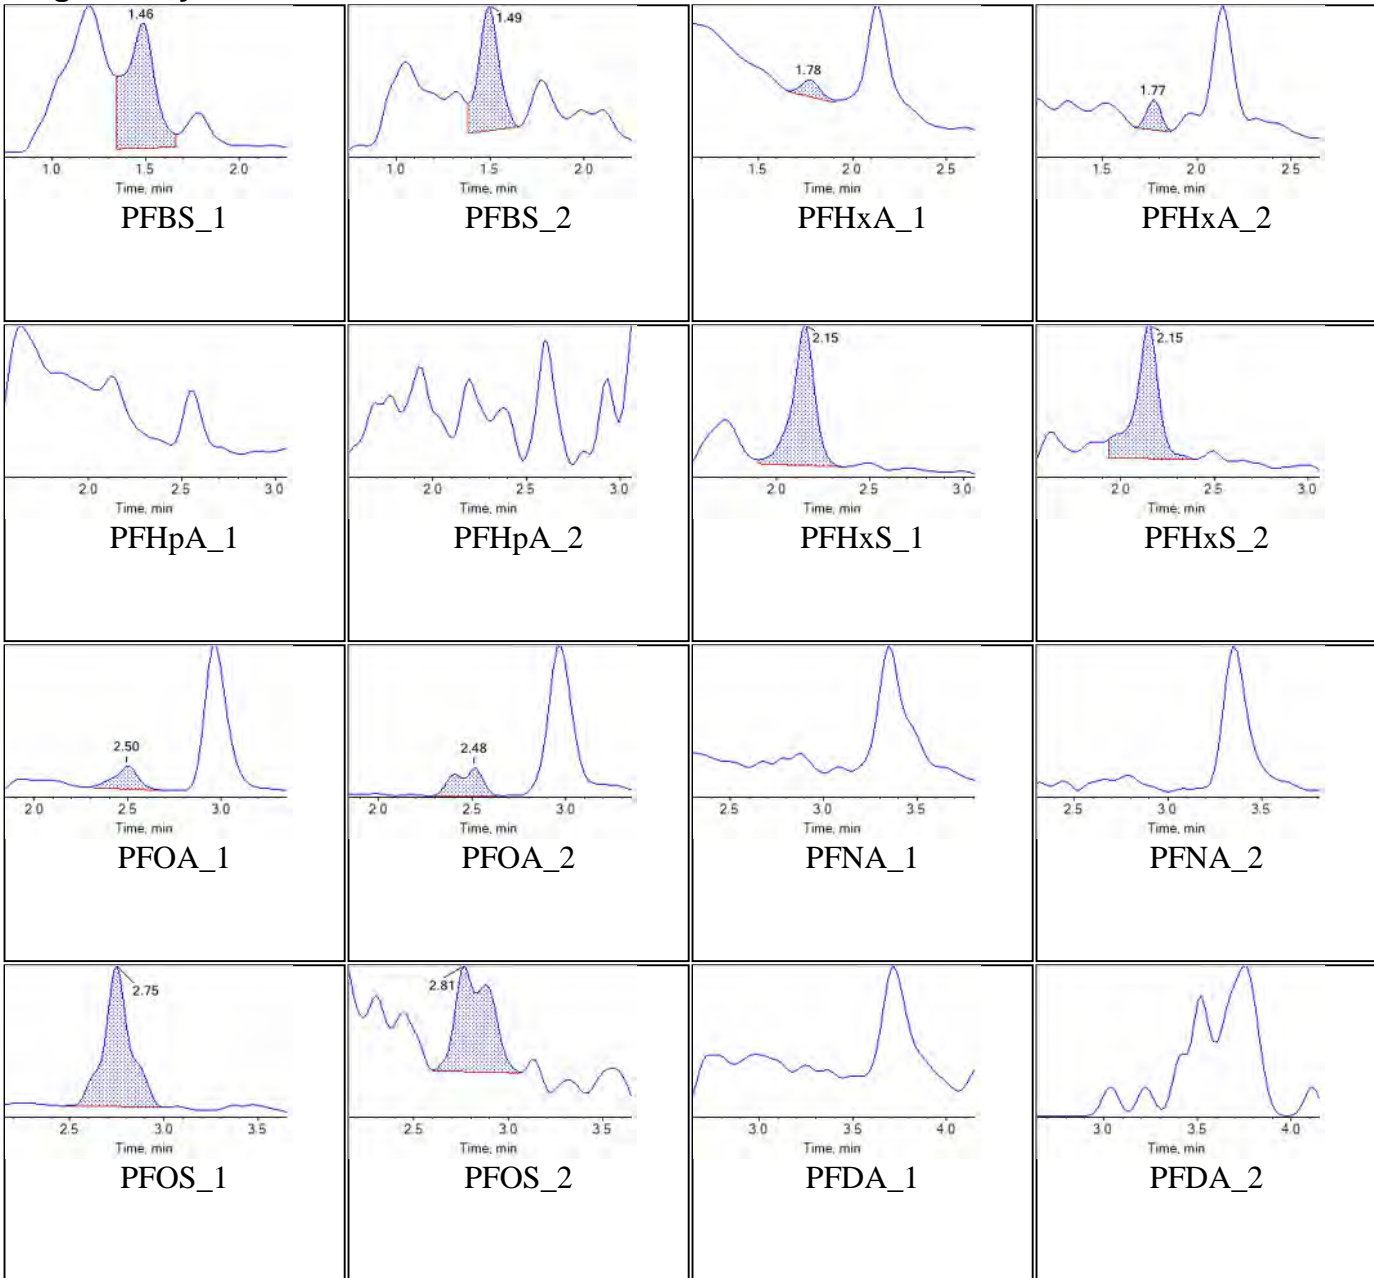 1.46
1.0 1.5 2.0
Time, min
PFBS_1
1.49
1.0 1.5 2.0
Time, min
PFBS_2
1.78
1.5 2.0 2.5
Time, min
PFHxA_1
1.77
1.5 2.0 2.5
Time, min
PFHxA_2
2.0 2.5 3.0
Time, min
PFHpA_1
2.0 2.5 3.0
Time, min
PFHpA_2
2.15
2.0 2.5 3.0
Time, min
PFHxS_1
2.15
2.0 2.5 3.0
Time, min
PFHxS_2
2.50
2.0 2.5 3.0
Time, min
PFOA_1
2.48
2.0 2.5 3.0
Time, min
PFOA_2
2.5 3.0 3.5
Time, min
PFNA_1
2.5 3.0 3.5
Time, min
PFNA_2
2.75
2.5 3.0 3.5
Time, min
PFOS_1
2.81
2.5 3.0 3.5
Time, min
PFOS_2
3.0 3.5 4.0
Time, min
PFDA_1
3.0 3.5 4.0
Time, min
PFDA_2